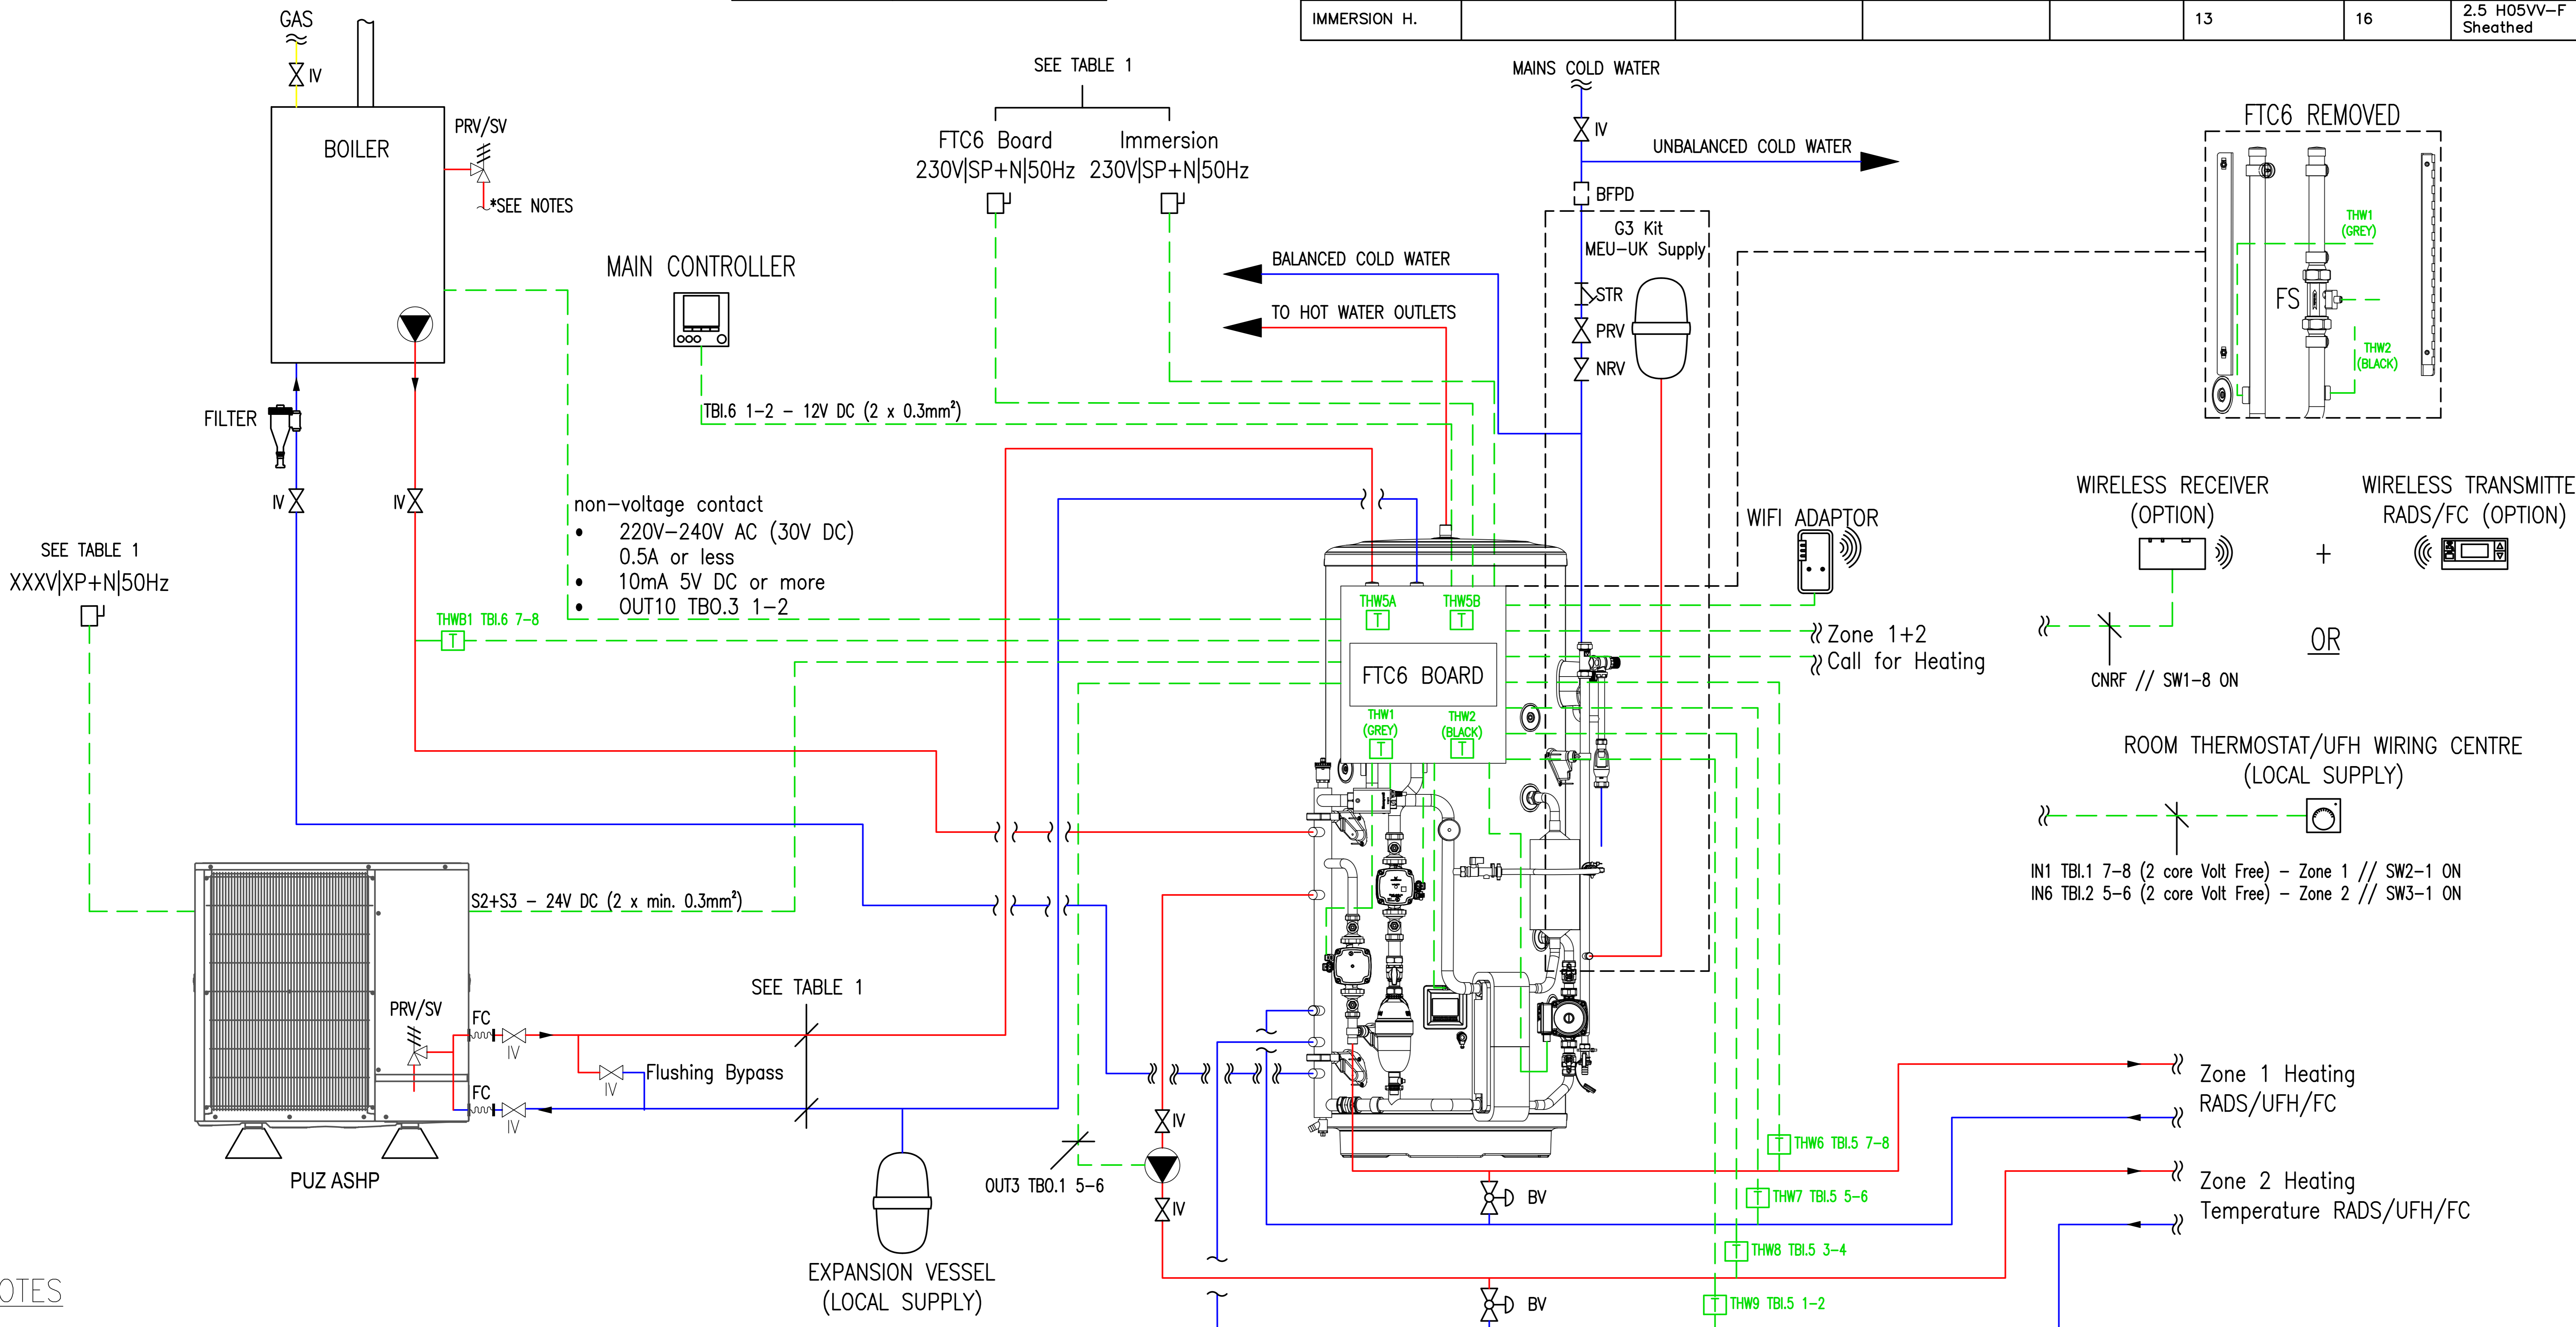 IMMERSION H.
13
16
2.5 H05VV-F
Sheathed
GAS
IV
BOILER
PRV/SV
*SEE NOTES
FILTER
IV
IV
MAIN CONTROLLER
TBI.6 1-2 - 12V DC (2 x 0.3mm²)
SEE TABLE 1
FTC6 Board
230V|SP+N|50Hz
Immersion
230V|SP+N|50Hz
MAINS COLD WATER
IV
UNBALANCED COLD WATER
BFPD
G3 Kit
MEU-UK Supply
BALANCED COLD WATER
TO HOT WATER OUTLETS
STR
PRV
NRV
FTC6 REMOVED
THW1
(GREY)
FS
THW2
(BLACK)
non-voltage contact
• 220V-240V AC (30V DC)
0.5A or less
• 10mA 5V DC or more
• OUT10 TBO.3 1-2
SEE TABLE 1
XXXV|XP+N|50Hz
THWB1 TBI.6 7-8
WIFI ADAPTOR
THW5A
THW5B
T
T
T
FTC6 BOARD
THW1
(GREY)
T
THW2
(BLACK)
T
Zone 1+2
Call for Heating
WIRELESS RECEIVER
(OPTION)
+
WIRELESS TRANSMITTE
RADS/FC (OPTION)
CNRF // SW1-8 ON
OR
ROOM THERMOSTAT/UFH WIRING CENTRE
(LOCAL SUPPLY)
IN1 TBI.1 7-8 (2 core Volt Free) - Zone 1 // SW2-1 ON
IN6 TBI.2 5-6 (2 core Volt Free) - Zone 2 // SW3-1 ON
S2+S3 - 24V DC (2 x min. 0.3mm²)
SEE TABLE 1
PRV/SV
FC
IV
IV
Flushing Bypass
FC
IV
PUZ ASHP
EXPANSION VESSEL
(LOCAL SUPPLY)
OUT3 TBO.1 5-6
IV
IV
BV
BV
T THW6 TBI.5 7-8
T THW7 TBI.5 5-6
T THW8 TBI.5 3-4
T THW9 TBI.5 1-2
Zone 1 Heating
RADS/UFH/FC
Zone 2 Heating
Temperature RADS/UFH/FC
OTES